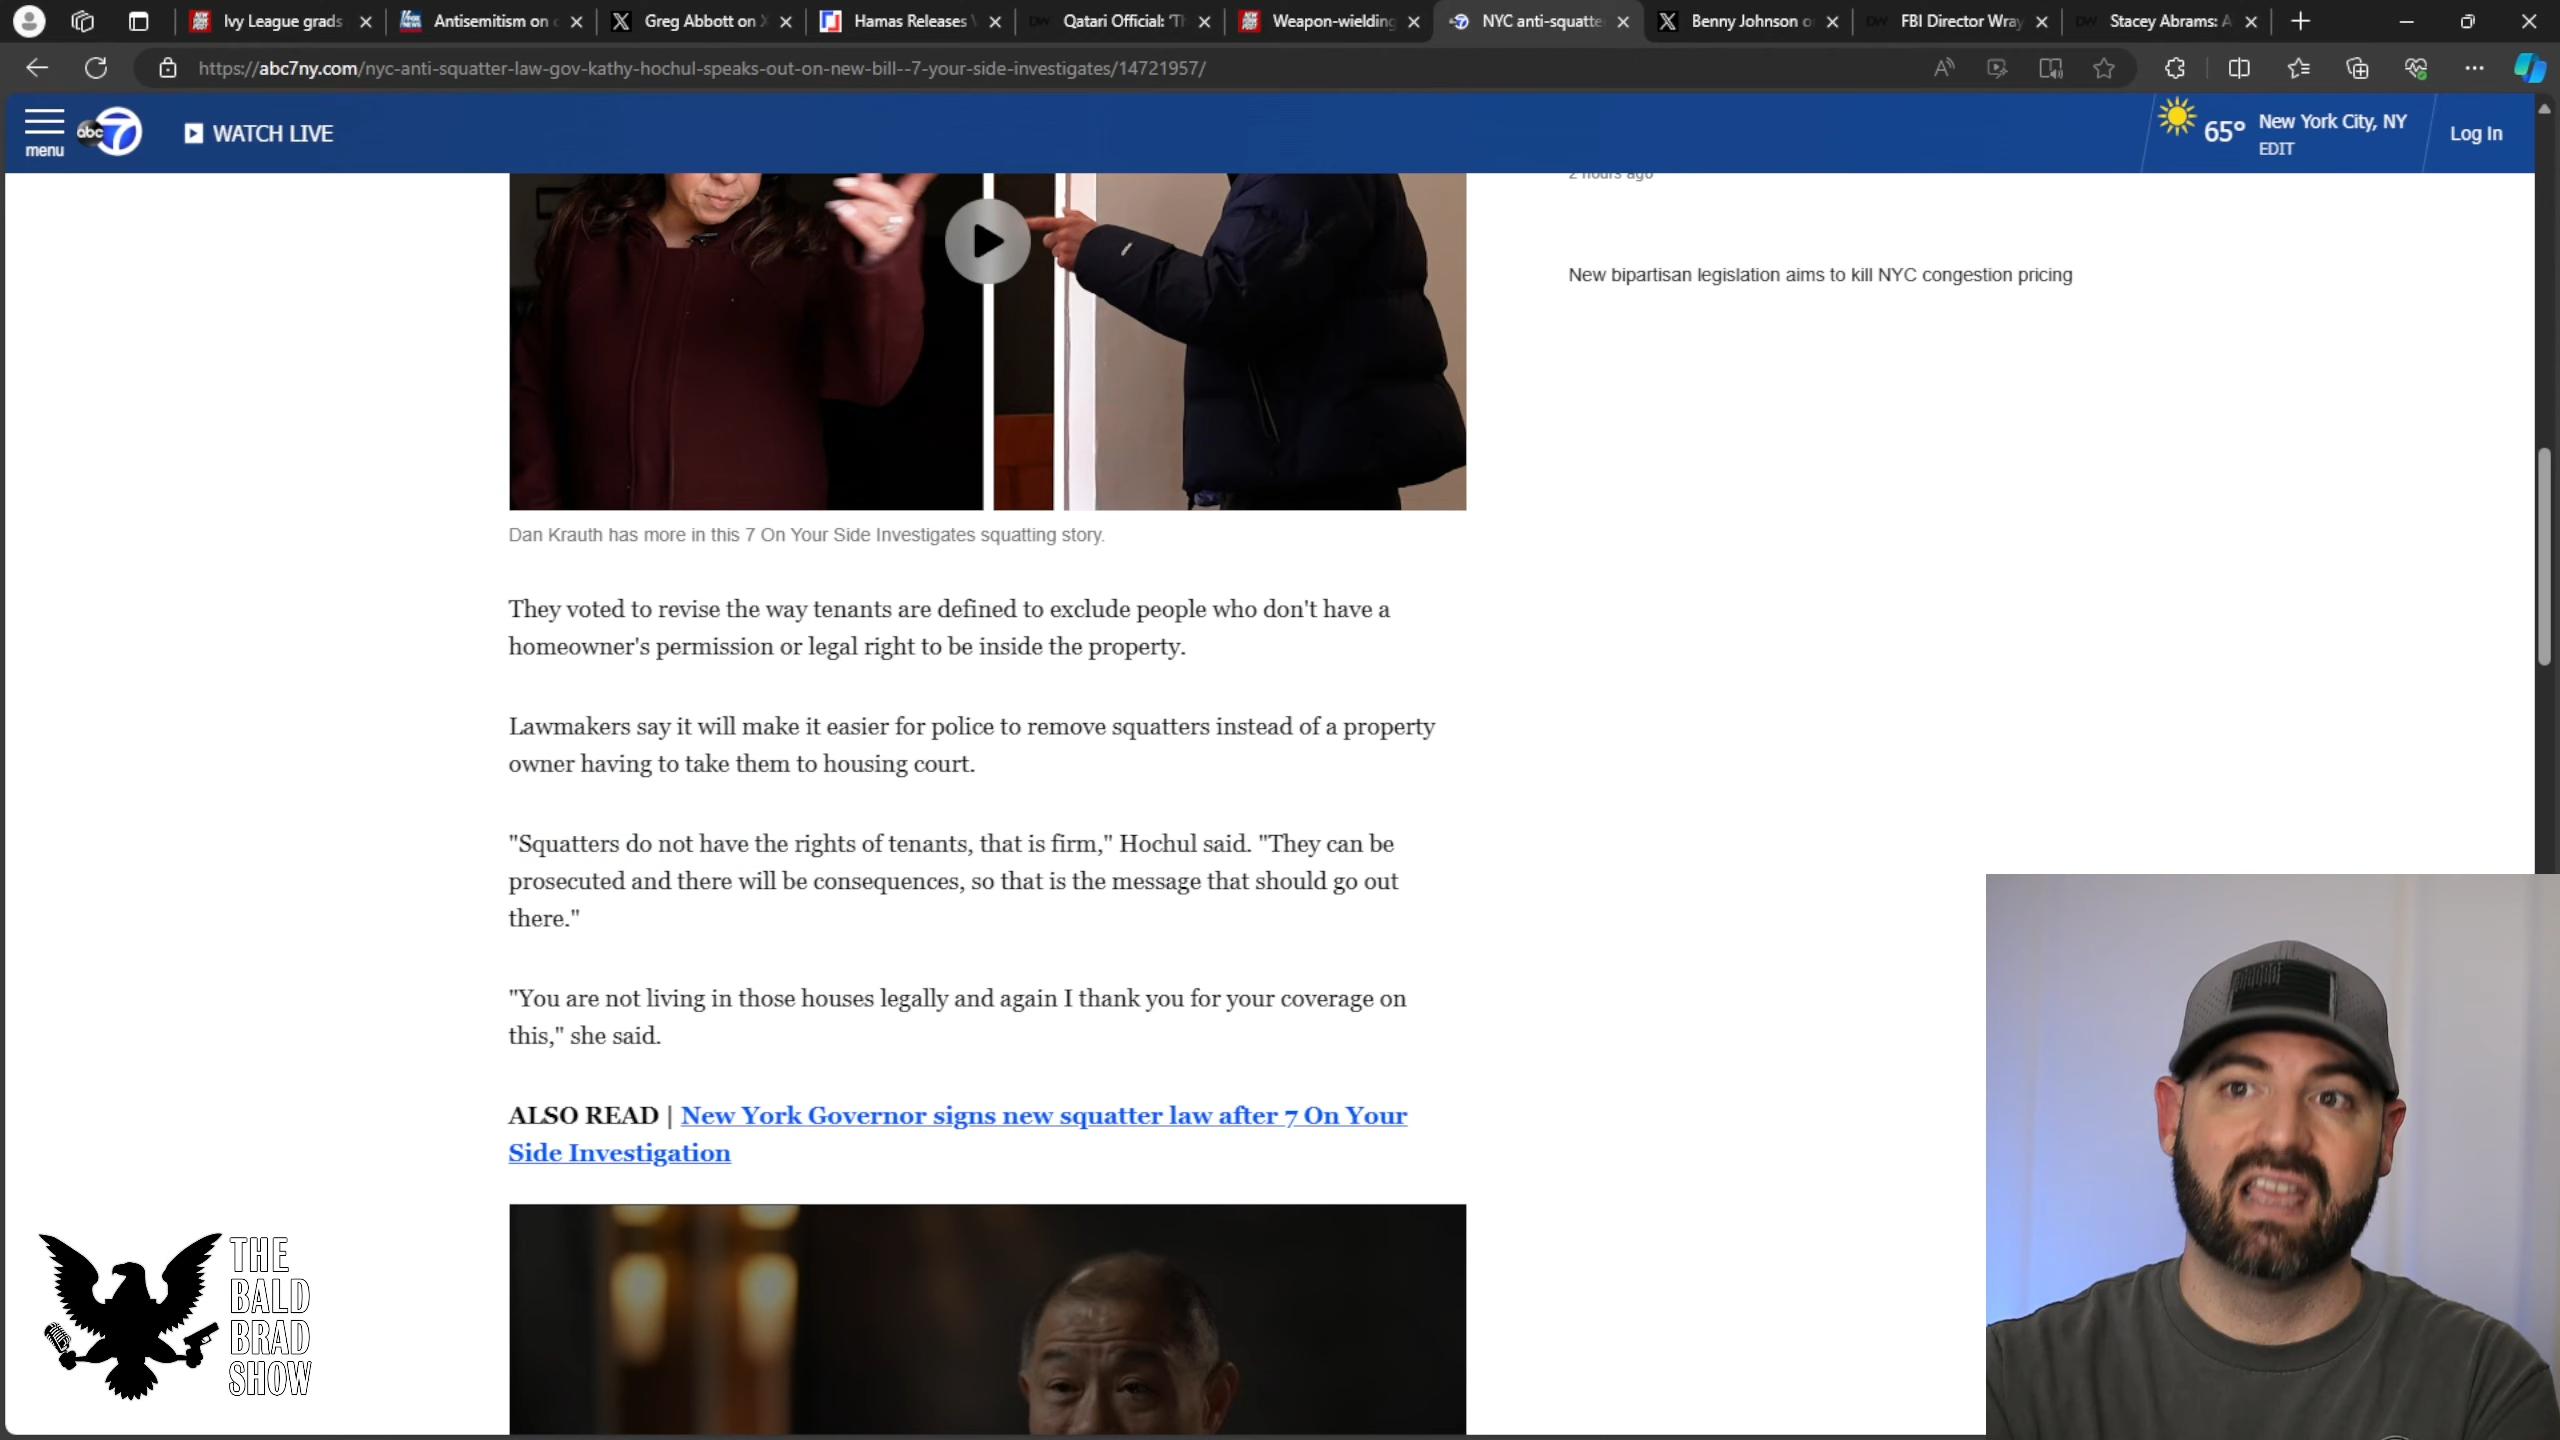 Ivy League grads
Antisemitism on c
Greg Abbott on X
Hamas Releases V
Qatari Official: 'Th
Weapon-wielding
NYC anti-squatte
Benny Johnson o
FBI Director Wray
Stacey Abrams: A
https://abc7ny.com/nyc-anti-squatter-law-gov-kathy-hochul-speaks-out-on-new-bill--7-your-side-investigates/14721957/
menu
abc 7
WATCH LIVE
65°
New York City, NY
EDIT
Log In
2 hours ago
New bipartisan legislation aims to kill NYC congestion pricing
Dan Krauth has more in this 7 On Your Side Investigates squatting story.
They voted to revise the way tenants are defined to exclude people who don't have a
homeowner's permission or legal right to be inside the property.
Lawmakers say it will make it easier for police to remove squatters instead of a property
owner having to take them to housing court.
"Squatters do not have the rights of tenants, that is firm," Hochul said. "They can be
prosecuted and there will be consequences, so that is the message that should go out
there."
"You are not living in those houses legally and again I thank you for your coverage on
this," she said.
ALSO READ | New York Governor signs new squatter law after 7 On Your
Side Investigation
THE
BALD
BRAD
SHOW